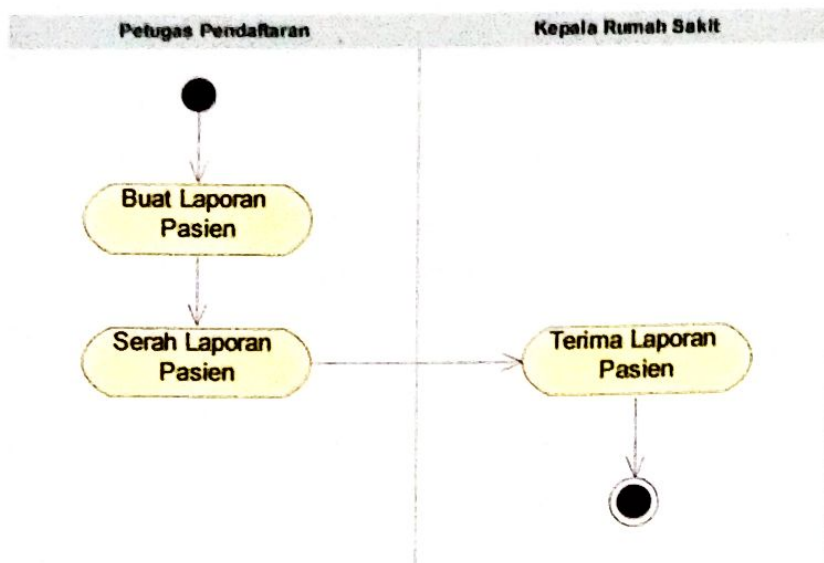 Petugas Pendaftaran
Kepala Rumah Sakit
Buat Laporan
Pasien
Serah Laporan
Pasien
Terima Laporan
Pasien